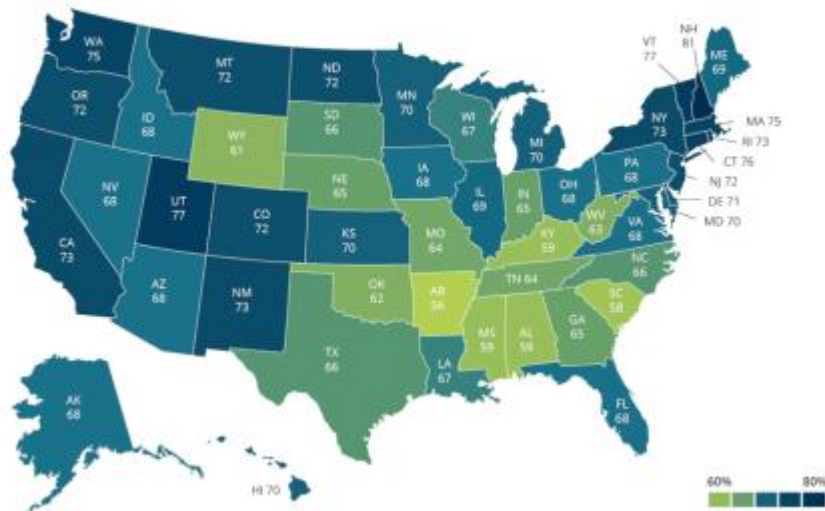 WA
75
OR
72
CA
73
NV
68
ID
68
MT
72
WY
61
UT
77
AZ
68
CO
72
NM
73
ND
72
SD
66
NE
65
KS
70
OK
62
TX
66
MN
70
IA
68
MO
64
AR
LA
67
WI
67
IL
69
MI
70
IN
65
OH
68
KY
59
TN 64
MS
59
AL
59
GA
65
FL
68
SC
58
NC
66
VA
68
WV
63
PA
68
NY
73
VT
77
NH
81
ME
69
MA 75
RI 73
CT 76
NJ 72
DE 71
MD 70
AK
68
HI 70
60%
80%